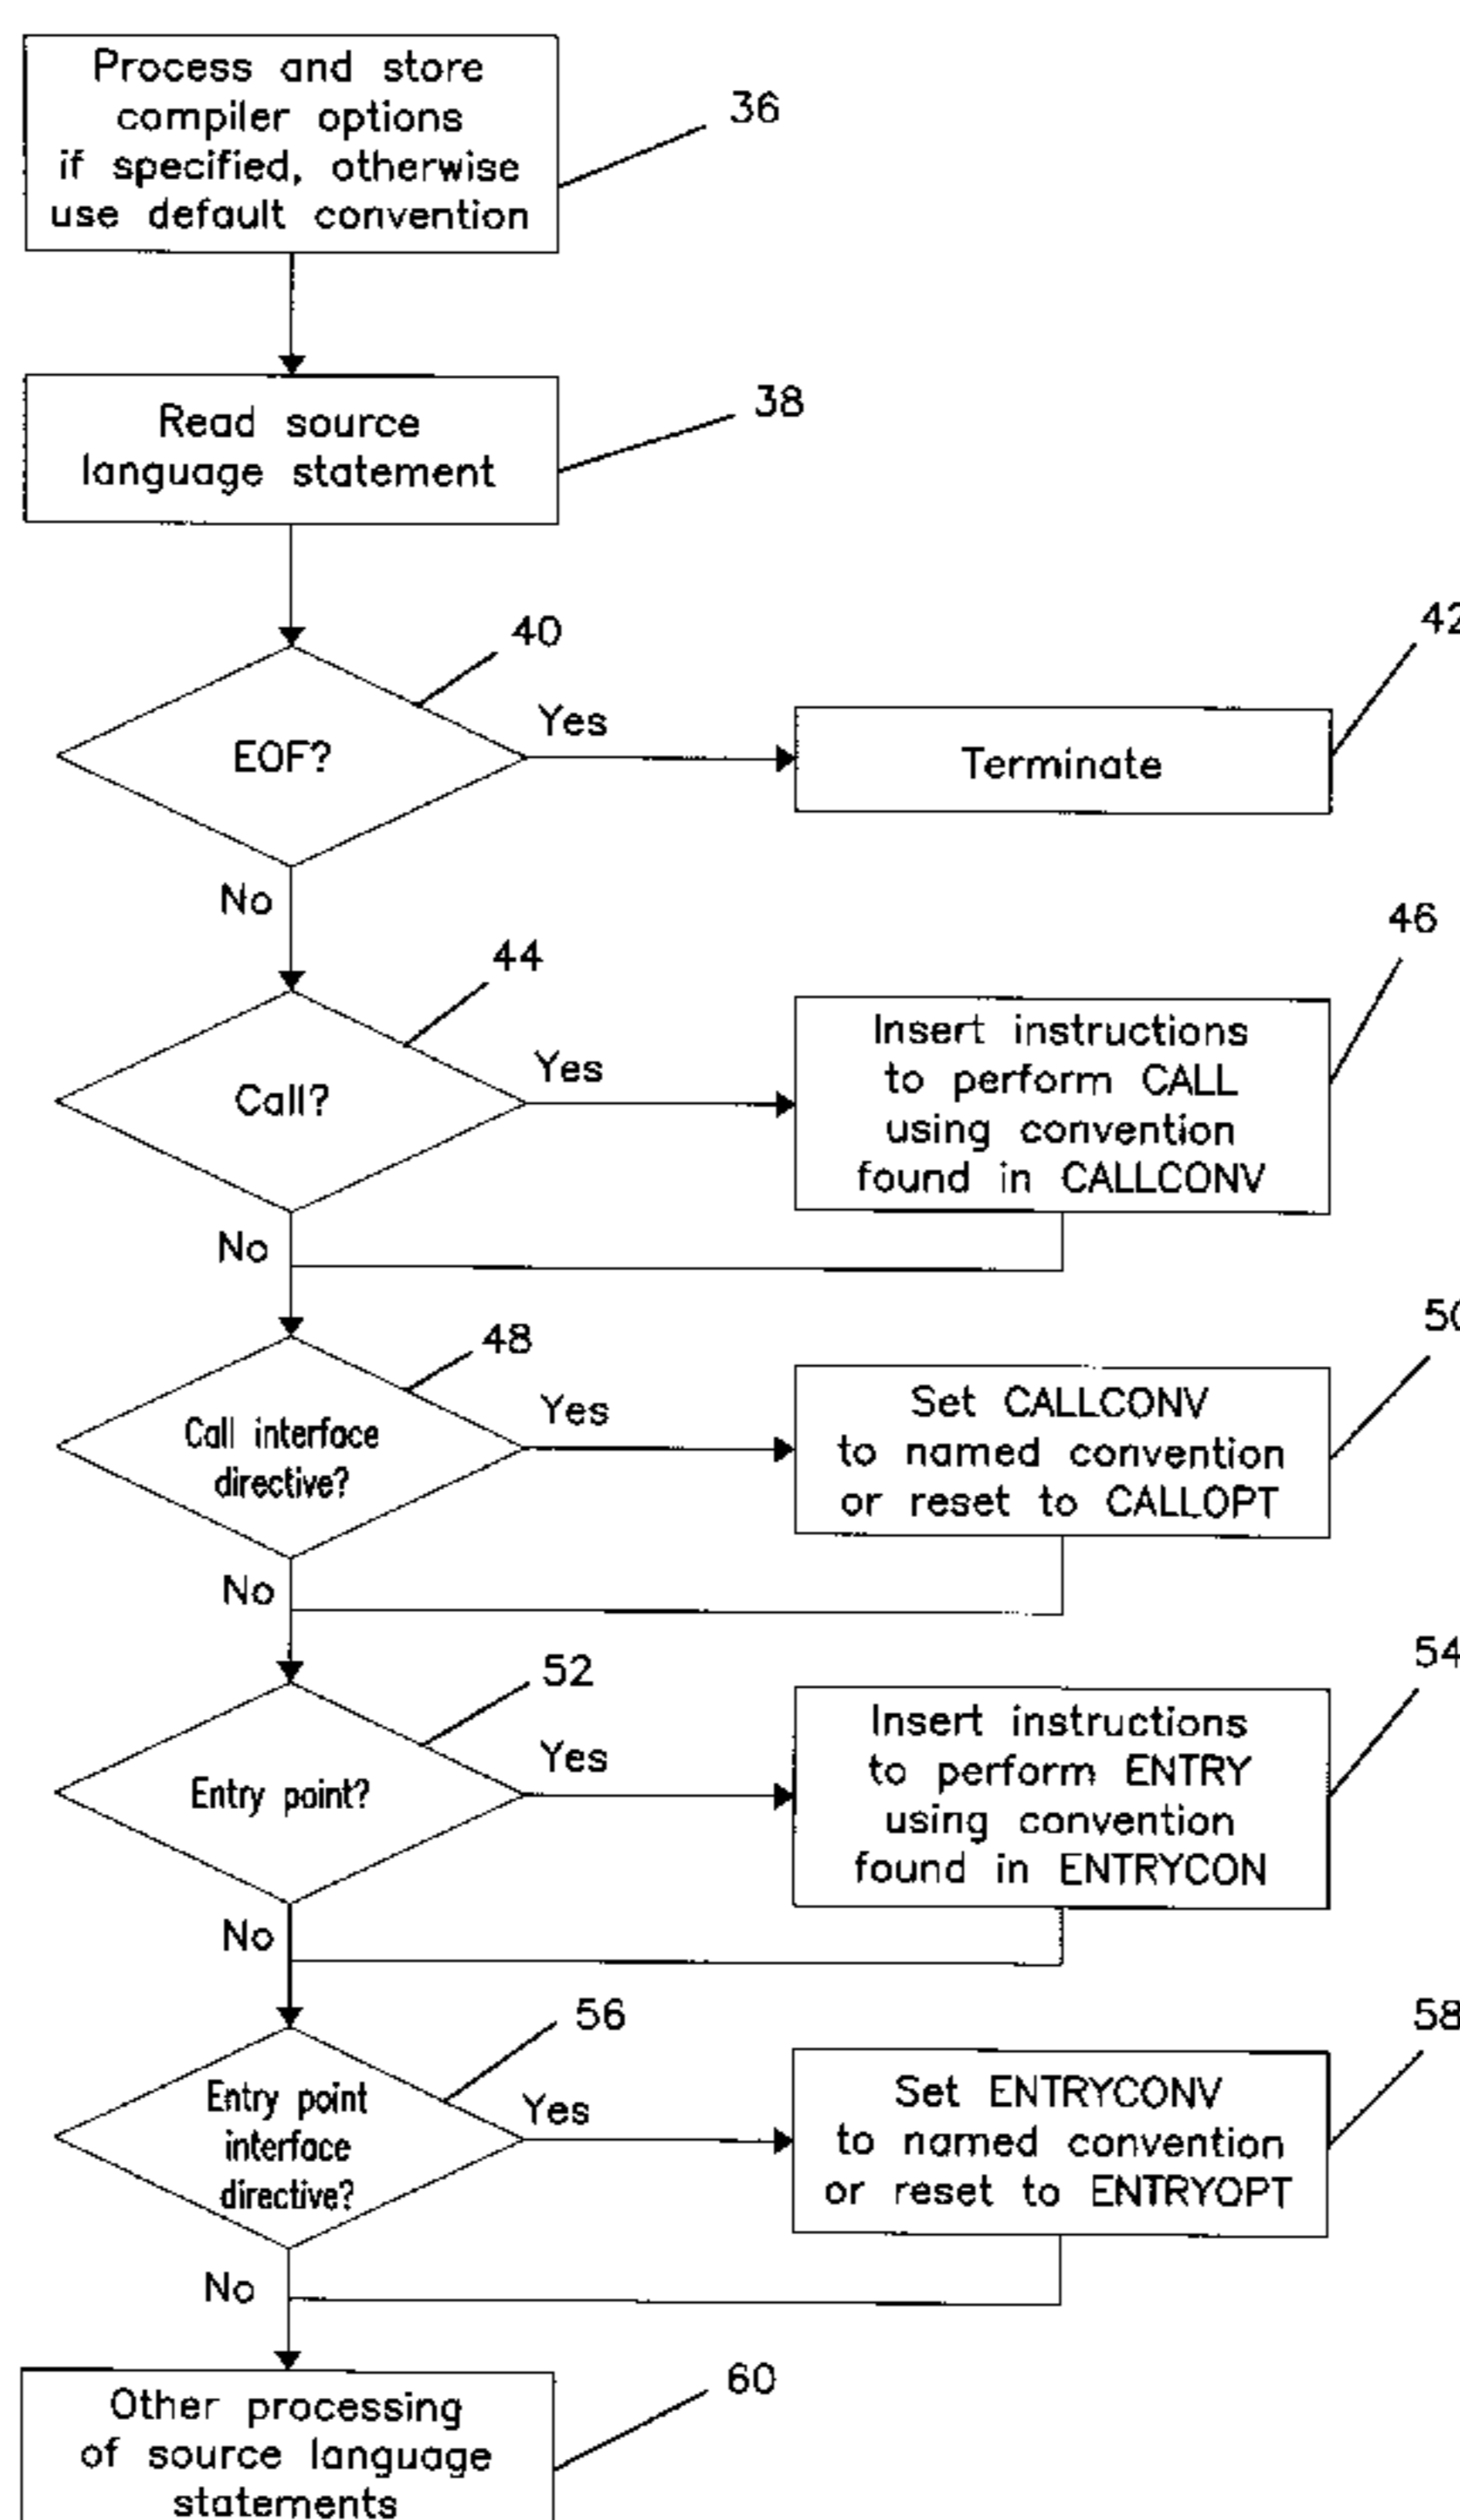 Process and store
compiler options
if specified, otherwise
use default convention
36
Read source
language statement
38
40
EOF?
Yes
42
Terminate
No
44
Call?
Yes
46
Insert instructions
to perform CALL
using convention
found in CALLCONV
No
48
Call interface
directive?
Yes
50
Set CALLCONV
to named convention
or reset to CALLOPT
No
52
Entry point?
Yes
54
Insert instructions
to perform ENTRY
using convention
found in ENTRYCON
No
56
Entry point
interface
directive?
Yes
58
Set ENTRYCONV
to named convention
or reset to ENTRYOPT
No
60
Other processing
of source language
statements